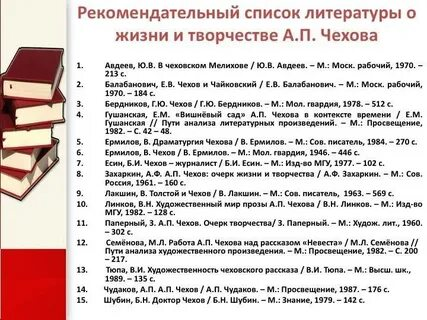 Рекомендательный список литературы о
жизни и творчестве А.П. Чехова
1. Авдеев, Ю.В. В чеховском Мелихове / Ю.В. Авдеев. – М.: Моск. рабочий, 1970. –
213 с.
2. Балабанович, Е.В. Чехов и Чайковский / Е.В. Балабанович. – М.: Моск. рабочий,
1970. – 184 с.
3. Бердников, Г.Ю. Чехов / Г.Ю. Бердников. – М.: Мол. гвардия, 1978. – 512 с.
4. Гушанская, Е.М. «Вишнёвый сад» А.П. Чехова в контексте времени / Е.М.
Гушанская // Пути анализа литературных произведений. – М.: Просвещение,
1982. – С. 42 – 48.
5. Ермилов, В. Драматургия Чехова / В. Ермилов. – М.: Сов. писатель, 1984. – 270 с.
6. Ермилов, В. Чехов / В. Ермилов. – М.: Мол. гвардия, 1946. – 446 с.
7. Есин, Б.И. Чехов – журналист / Б.И. Есин. – М.: Изд-во МГУ, 1977. – 102 с.
8. Захаркин, А.Ф. А.П. Чехов: очерк жизни и творчества / А.Ф. Захаркин. – М.: Сов.
Россия, 1961. – 160 с.
9. Лакшин, В. Толстой и Чехов / В. Лакшин. – М.: Сов. писатель, 1963. – 569 с.
10. Линков, В.Н. Художественный мир прозы А.П. Чехова / В.Н. Линков. – М.: Изд-во
МГУ, 1982. – 128 с.
11. Паперный, З. А.П. Чехов. Очерк творчества/ З. Паперный. – М.: Худож. лит., 1960.
– 302 с.
12. Семёнова, М.Л. Работа А.П. Чехова над рассказом «Невеста» / М.Л. Семёнова //
Пути анализа художественного произведения. – М.: Просвещение, 1982. – С. 200
– 217.
13. Тюпа, В.И. Художественность чеховского рассказа / В.И. Тюпа. – М.: Высш. шк.,
1989. – 135 с.
14. Чудаков, А.П. А.П. Чехов / А.П. Чудаков. – М.: Просвещение, 1987. – 176 с.
15. Шубин, Б.Н. Доктор Чехов / Б.Н. Шубин. – М.: Знание, 1979. – 142 с.